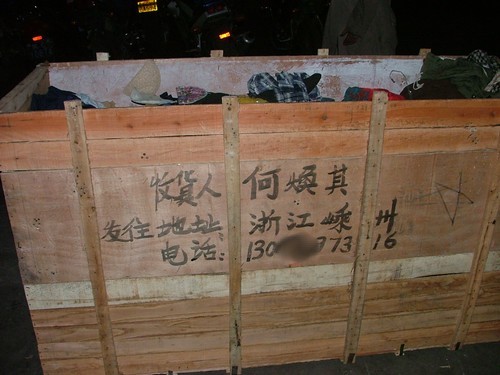 收货人 何焕其
发往地址: 浙江嵊州
电话: 130 773 16